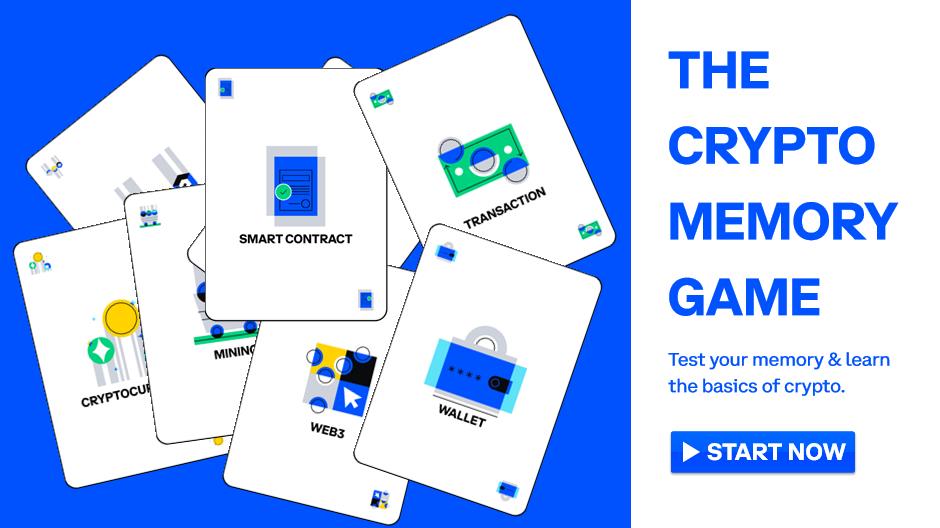 SMART CONTRACT
TRANSACTION
MINING
WEB3
WALLET
****
THE
CRYPTO
MEMORY
GAME
Test your memory & learn
the basics of crypto.
START NOW